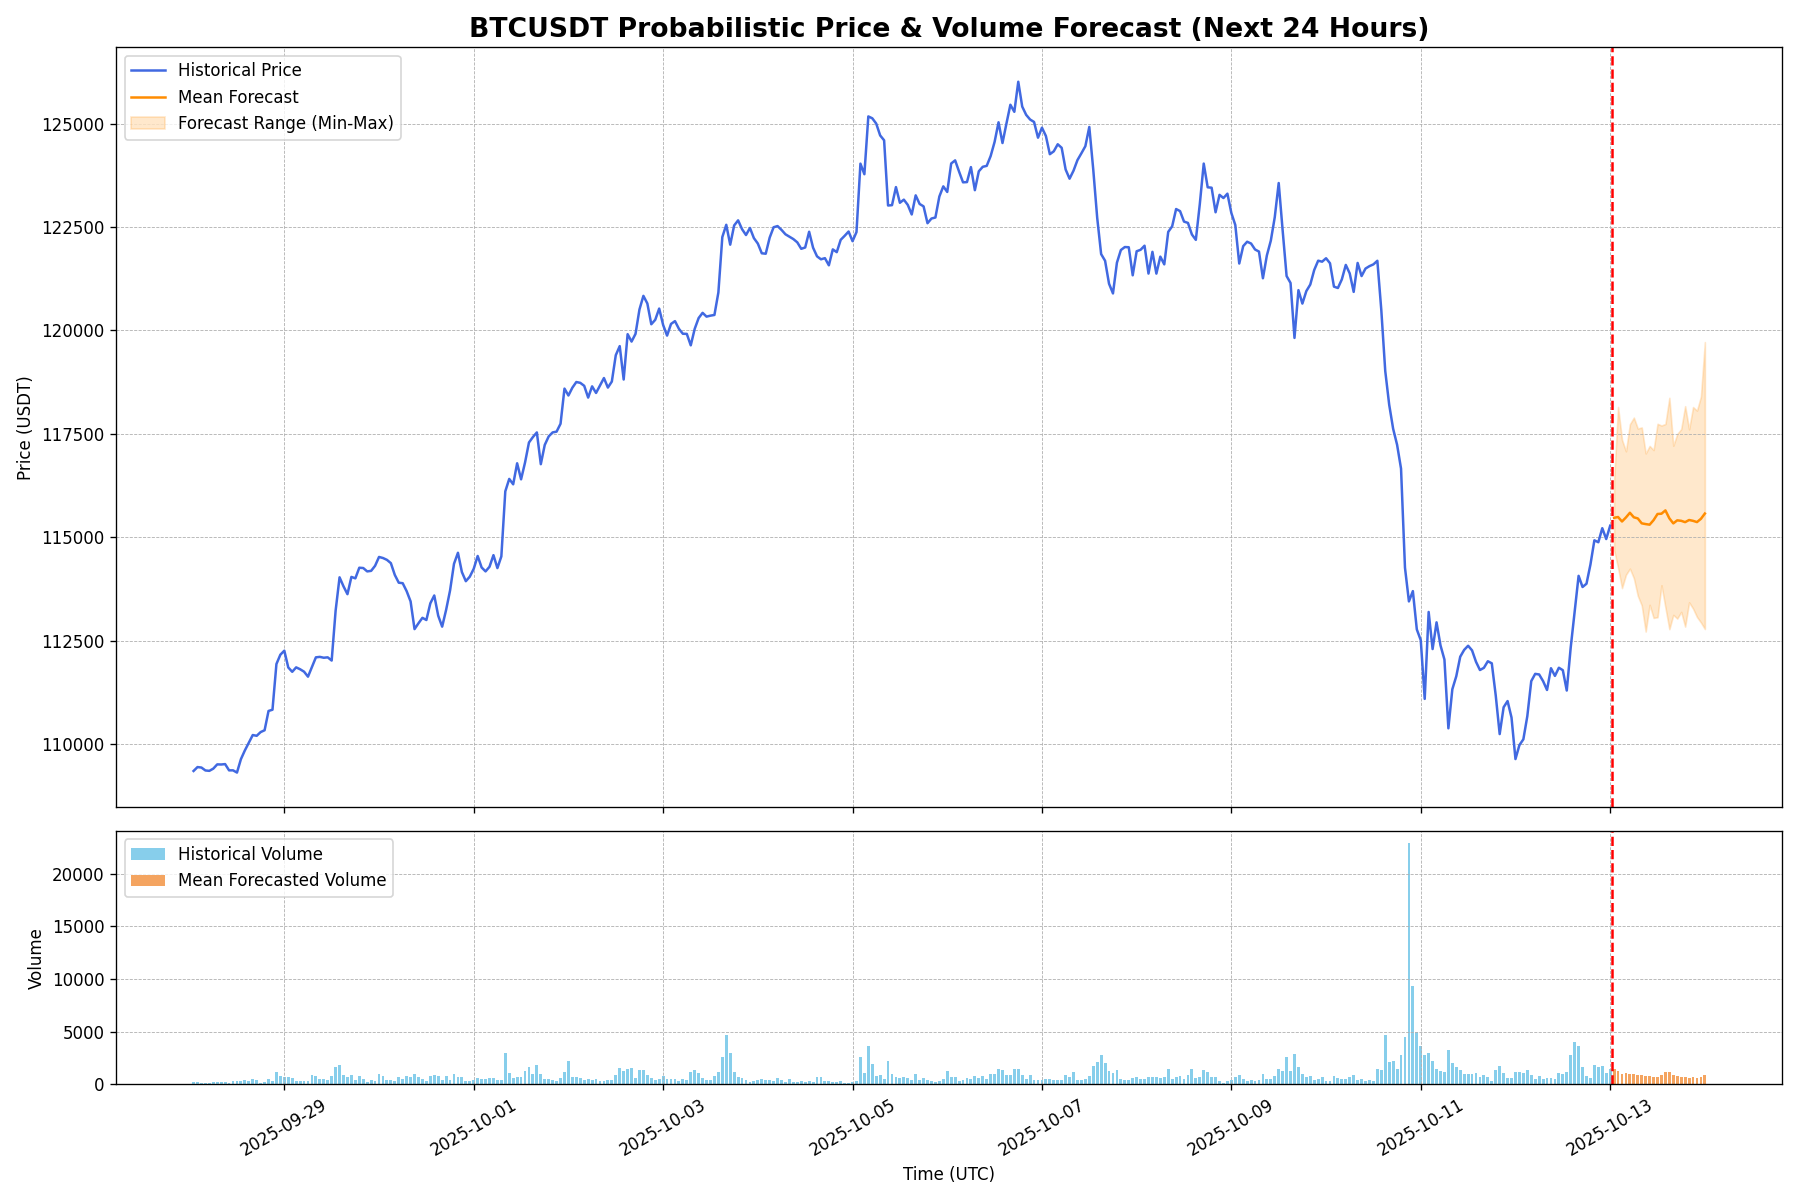 BTCUSDT Probabilistic Price & Volume Forecast (Next 24 Hours)
Historical Price
Mean Forecast
Forecast Range (Min-Max)
125000
122500
120000
117500
115000
112500
110000
Price (USDT)
Historical Volume
Mean Forecasted Volume
20000
15000
10000
5000
0
Volume
2025-09-29
2025-10-01
2025-10-03
2025-10-05
2025-10-07
2025-10-09
2025-10-11
2025-10-13
Time (UTC)